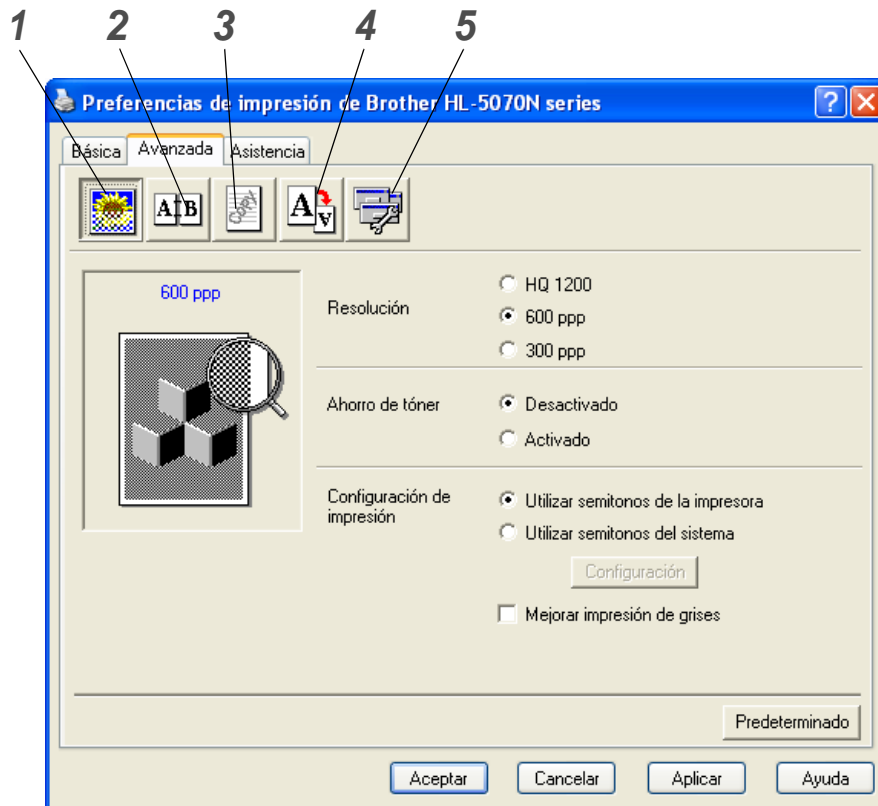 1 2 3 4 5
Preferencias de impresión de Brother HL-5070N series
Básica Avanzada Asistencia
A B COPY A A
600 ppp
Resolución
HQ 1200
600 ppp
300 ppp
Ahorro de tóner
Desactivado
Activado
Configuración de
impresión
Utilizar semitonos de la impresora
Utilizar semitonos del sistema
Configuración
Mejorar impresión de grises
Predeterminado
Aceptar Cancelar Aplicar Ayuda